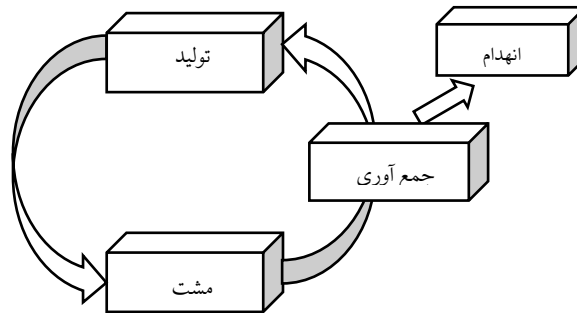 تولید
انهدام
جمع آوری
مشت